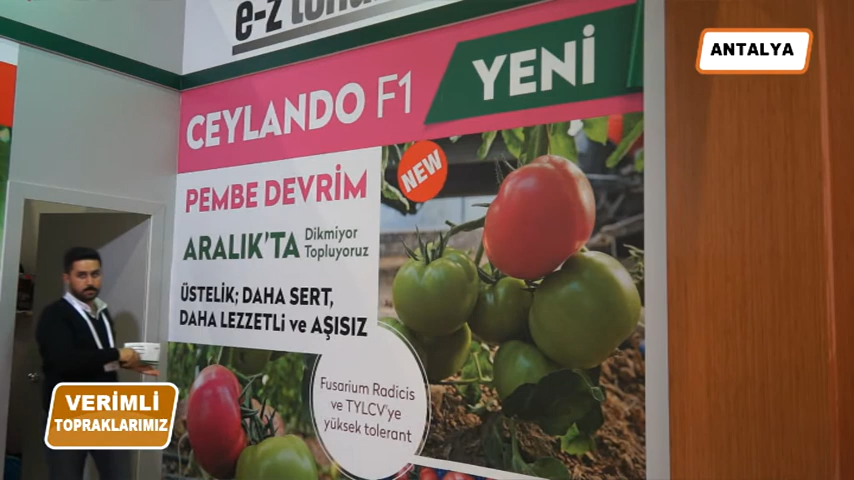 e-z
ANTALYA
CEYLANDO F1
YENİ
NEW
PEMBE DEVRİM
ARALIK'TA Dikmiyor
Topluyoruz
ÜSTELİK; DAHA SERT,
DAHA LEZZETLİ ve AŞISIZ
Fusarium Radicis
ve TYLCV'ye
yüksek tolerant
VERİMLİ
TOPRAKLARIMIZ